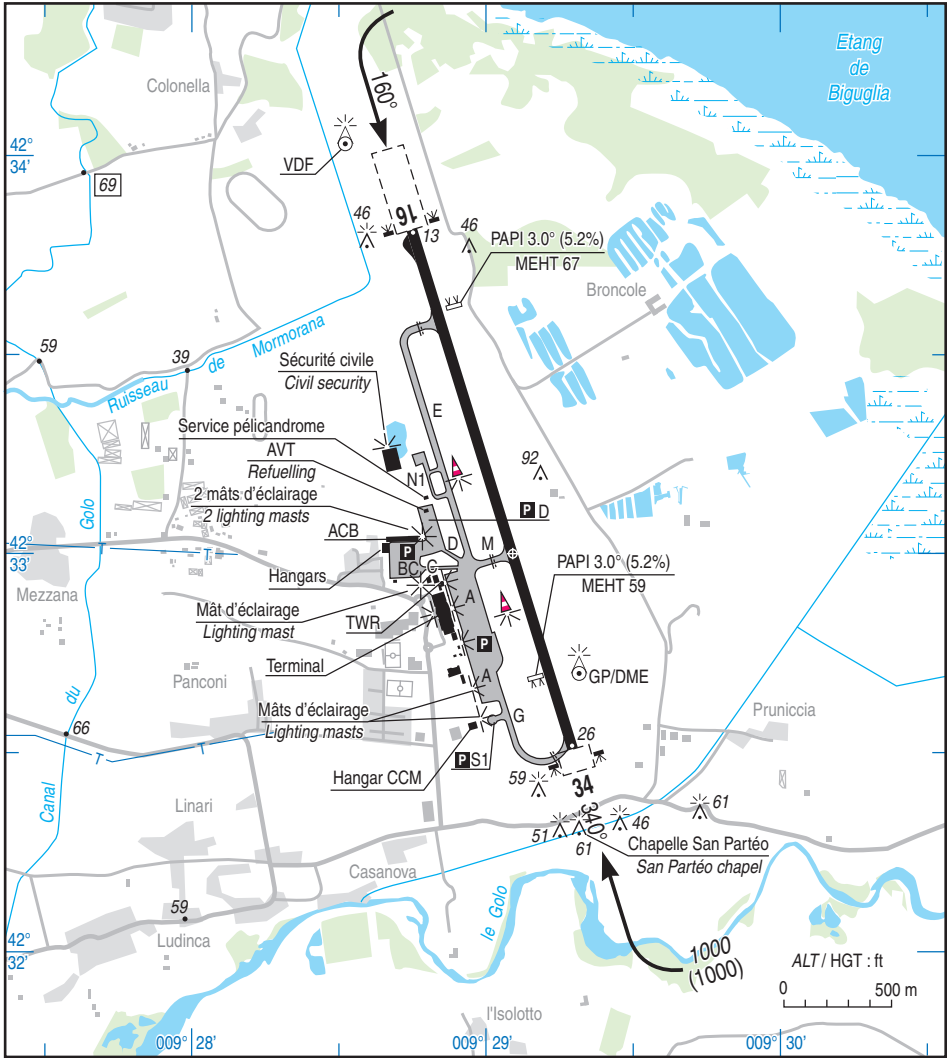 Etang
de
Biguglia
Colonella
160°
42°
34'
VDF
69
46
16
13
46
PAPI 3.0° (5.2%)
MEHT 67
Broncole
59
39
Ruisseau de Mormorana
Sécurité civile
Civil security
E
Service pélicandrome
AVT
Refuelling
N1
92
2 mâts d'éclairage
2 lighting masts
P D
Golo
ACB
P
D
M
T
T
42°
33'
Hangars
BC
C
PAPI 3.0° (5.2%)
MEHT 59
Mezzana
Mât d'éclairage
Lighting mast
TWR
A
Terminal
P
GP/DME
Panconi
A
du
Mâts d'éclairage
Lighting masts
G
Pruniccia
66
26
T
T
Hangar CCM
P S1
59
34
Linari
Canal
340°
61
51
61
46
Chapelle San Partéo
San Partéo chapel
Casanova
59
Ludinca
le Golo
42°
32'
1000
(1000)
ALT / HGT : ft
0 500 m
l'Isolotto
009° 28'
009° 29'
009° 30'